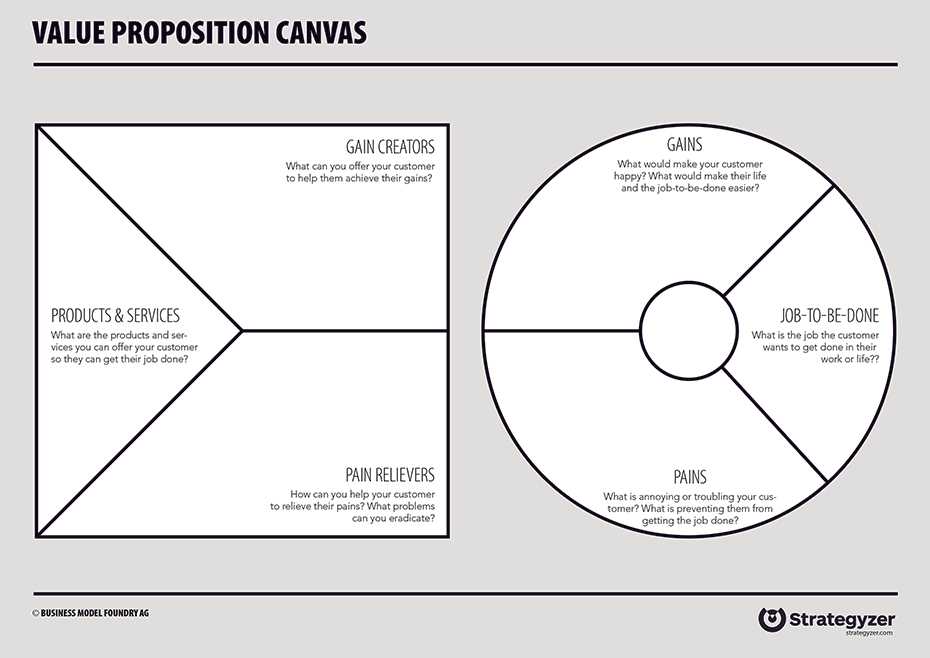 VALUE PROPOSITION CANVAS
GAIN CREATORS
What can you offer your customer
to help them achieve their gains?
PRODUCTS & SERVICES
What are the products and ser-
vices you can offer your customer
so they can get their job done?
PAIN RELIEVERS
How can you help your customer
to relieve their pains? What problems
can you eradicate?
GAINS
What would make your customer
happy? What would make their life
and the job-to-be-done easier?
JOB-TO-BE-DONE
What is the job the customer
wants to get done in their
work or life??
PAINS
What is annoying or troubling your cus-
tomer? What is preventing them from
getting the job done?
© BUSINESS MODEL FOUNDRY AG
Strategyzer
strategyzer.com